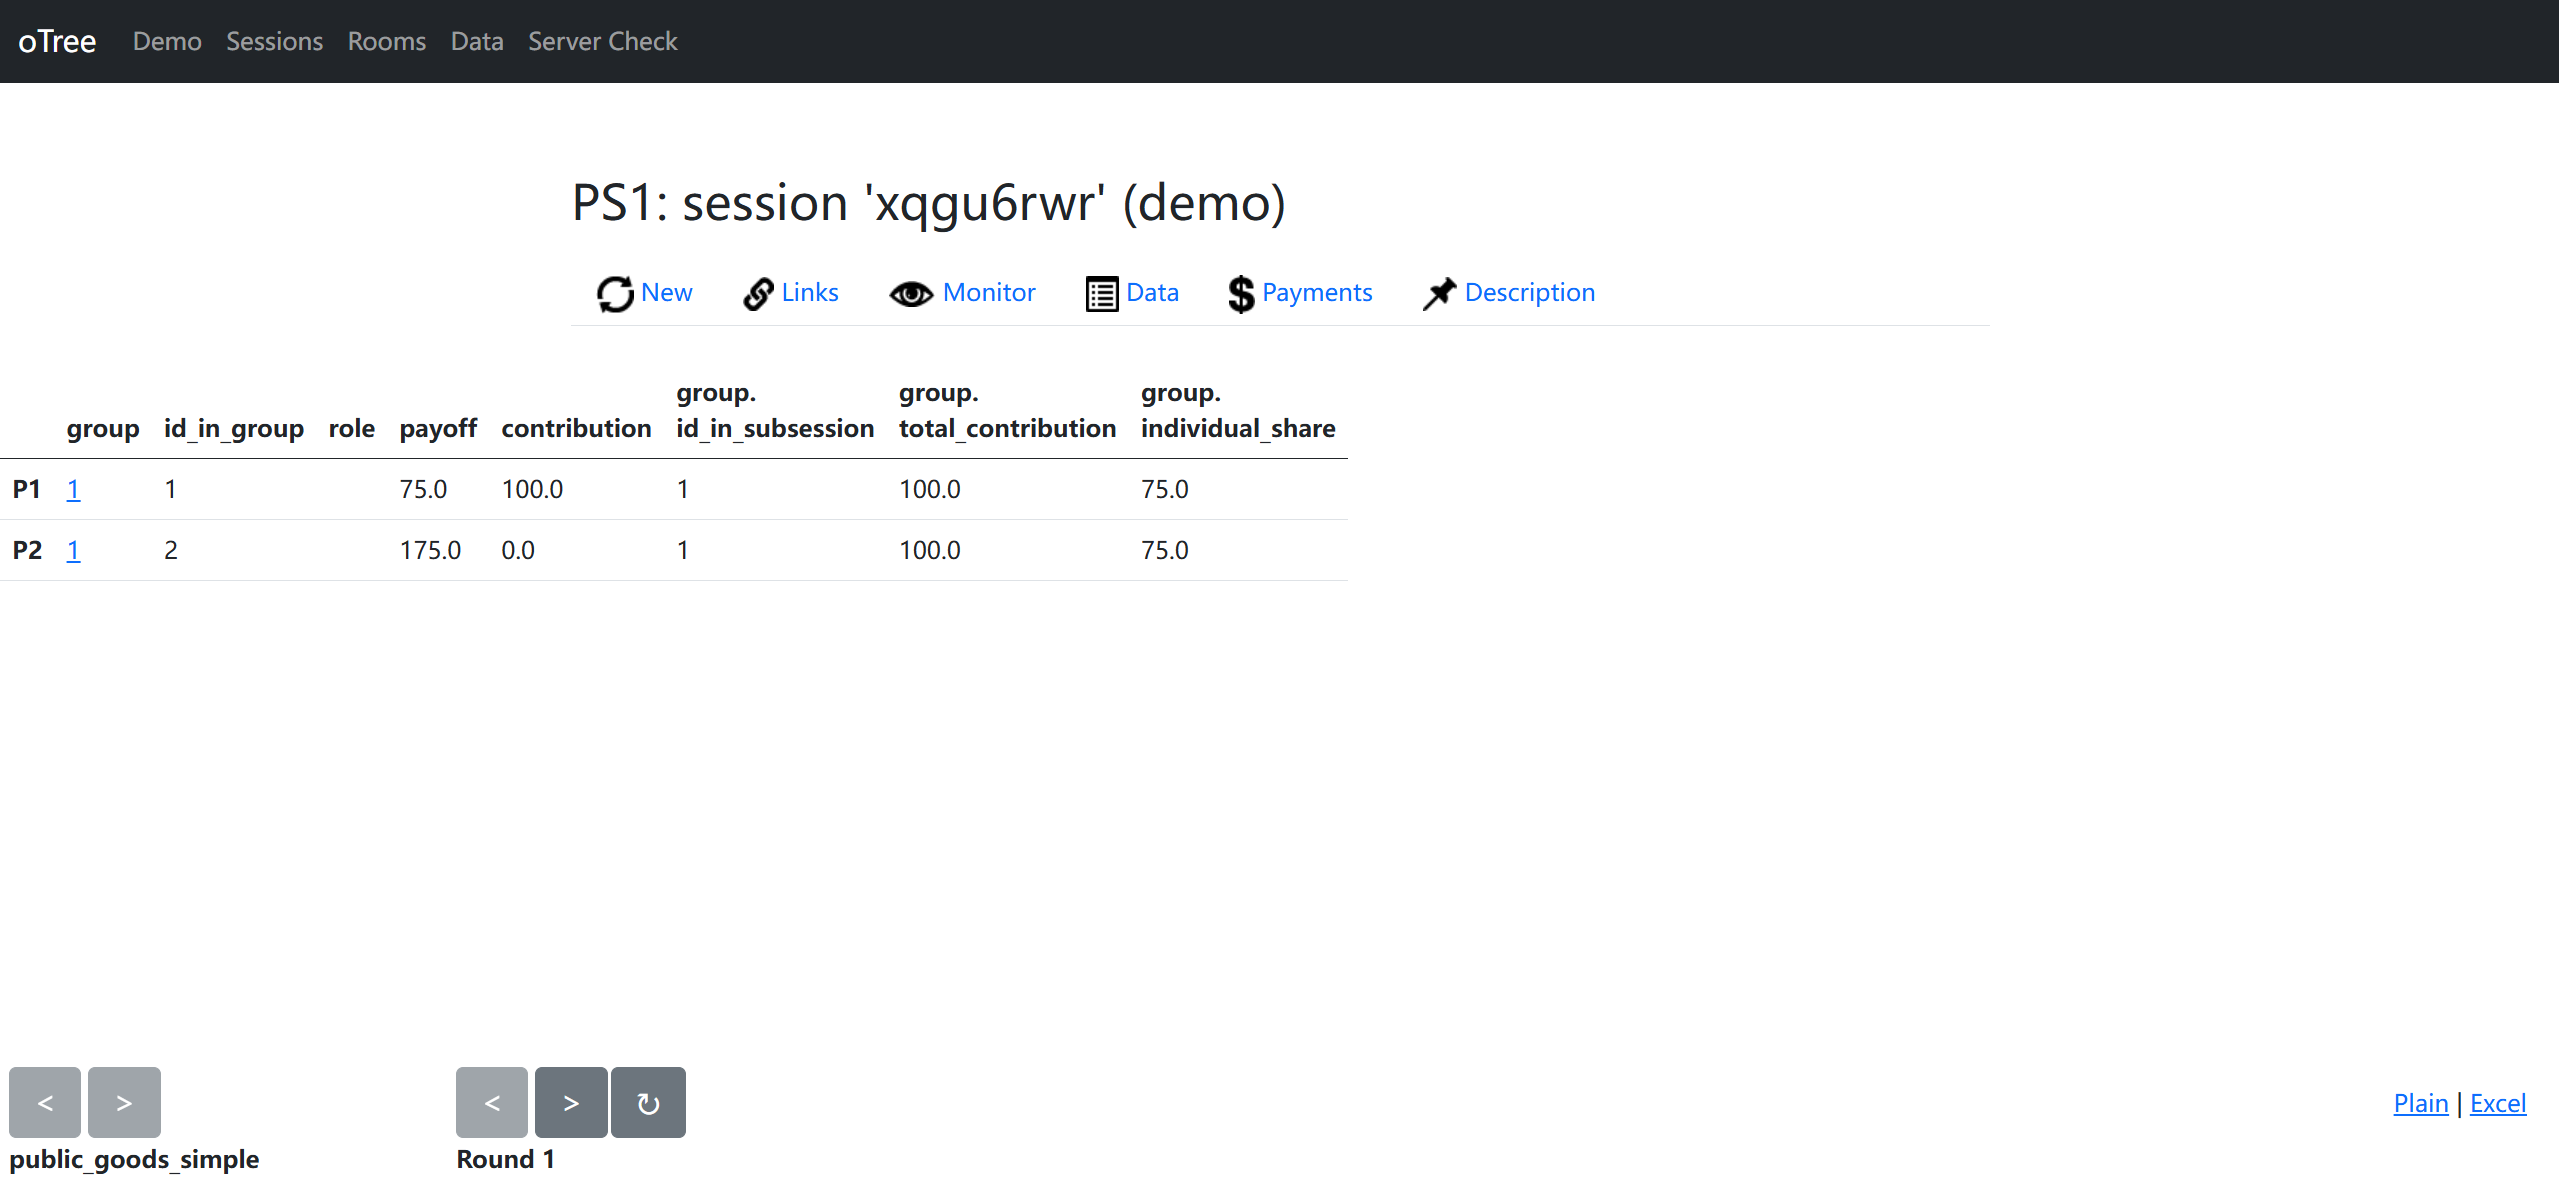 oTree Demo Sessions Rooms Data Server Check
PS1: session 'xqgu6rwr' (demo)
New Links Monitor Data Payments Description
group id_in_group role payoff contribution group. id_in_subsession group. total_contribution group. individual_share
P1 1 1 75.0 100.0 1 100.0 75.0
P2 1 2 175.0 0.0 1 100.0 75.0
< > < > ↻ Plain | Excel
public_goods_simple Round 1